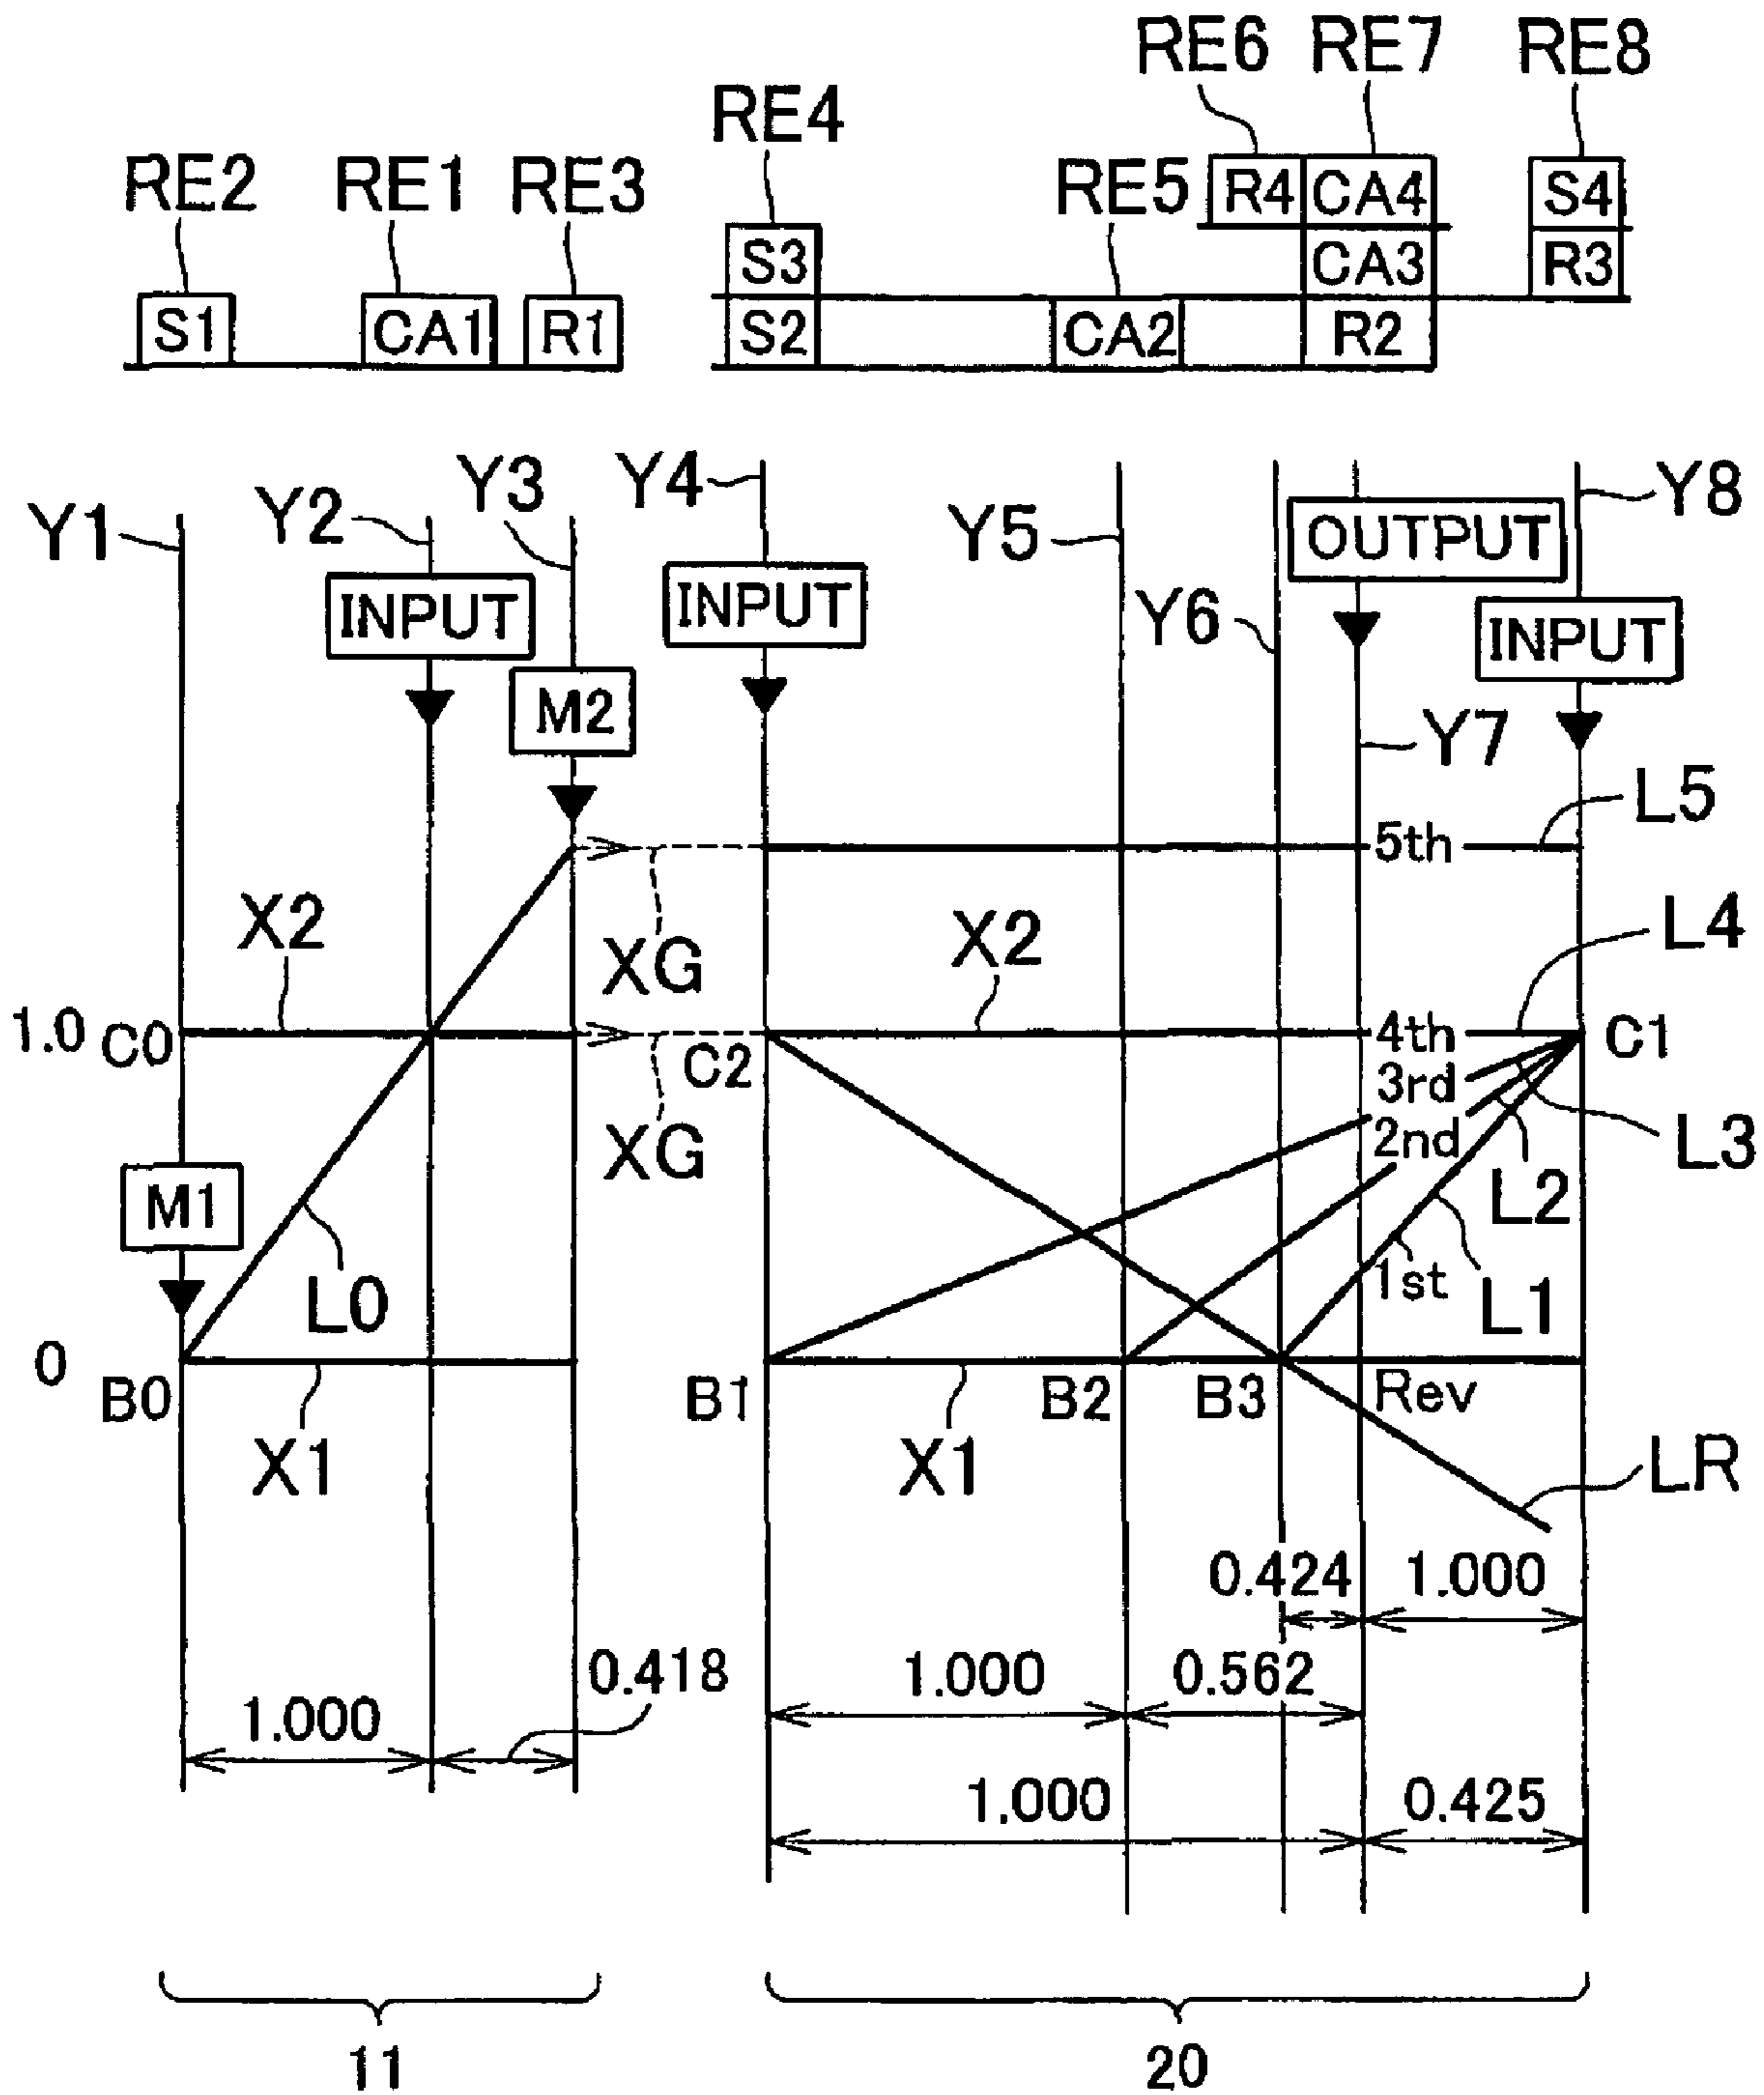 RE6 RE7 RE8
RE4
RE2 RE1 RE3 RE5
R4 CA4 S4
S3 CA3 R3
S1 CA1 R1 S2 CA2 R2
Y1 Y2 Y3 Y4 Y5 Y6 Y8
OUTPUT
INPUT INPUT INPUT
M2 Y7
5th L5
X2 X2 L4
XG
1.0 C0 C2 4th C1
3rd
XG 2nd L3
M1 L2
L0 1st L1
0
B0 B1 B2 B3 Rev
X1 X1 LR
0.424 1.000
0.418 1.000 0.562
1.000
1.000 0.425
11 20